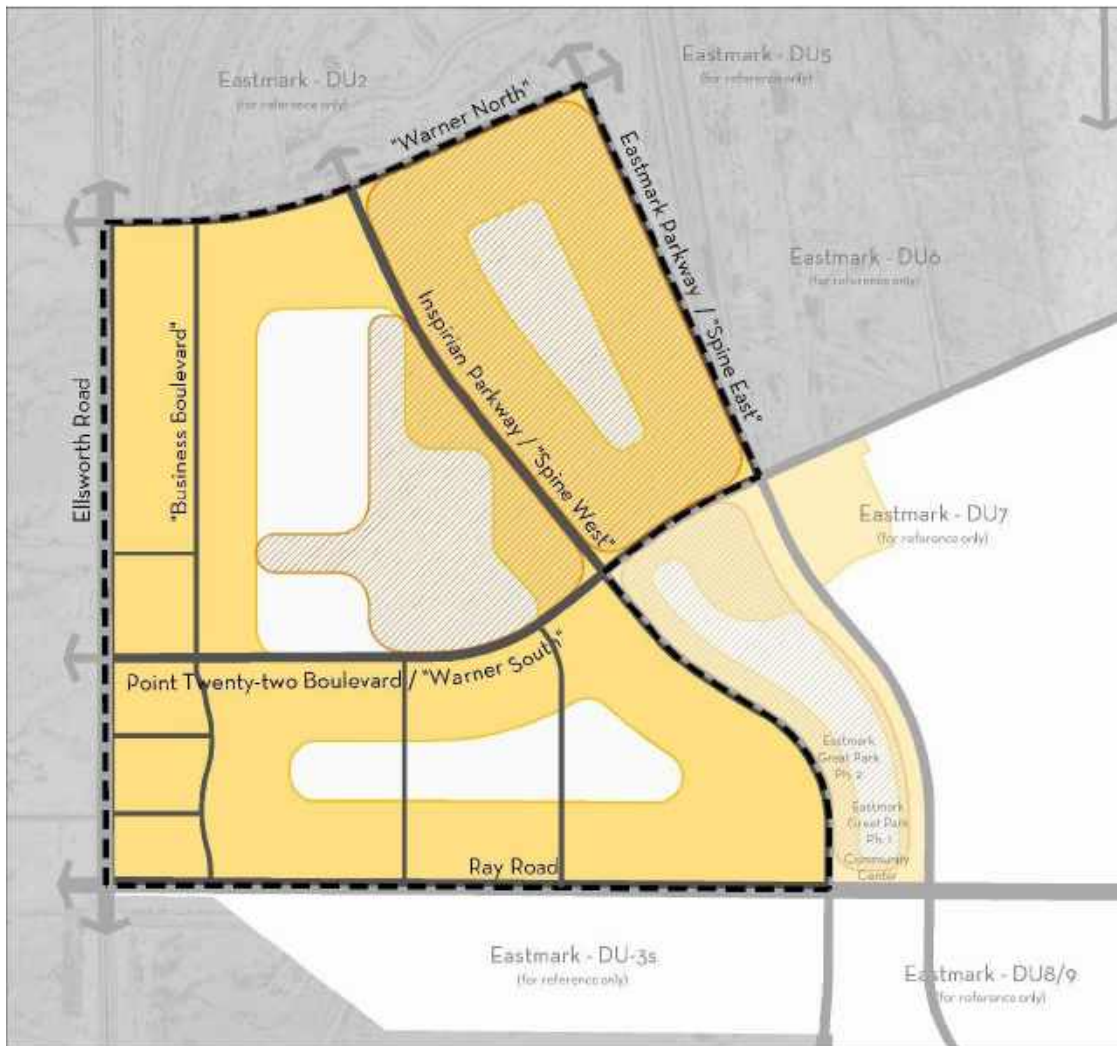 Eastmark - DU2
(for reference only)
Eastmark - DU5
(for reference only)
"Warner North"
Eastmark Parkway / "Spine East"
Eastmark - DU6
(for reference only)
Ellsworth Road
"Business Boulevard"
Inspirian Parkway / "Spine West"
Eastmark - DU7
(for reference only)
Point Twenty-two Boulevard / "Warner South"
Eastmark
Great Park
Ph. 2
Eastmark
Great Park
Ph. 1
Community
Center
Ray Road
Eastmark - DU-3s
(for reference only)
Eastmark - DU8/9
(for reference only)